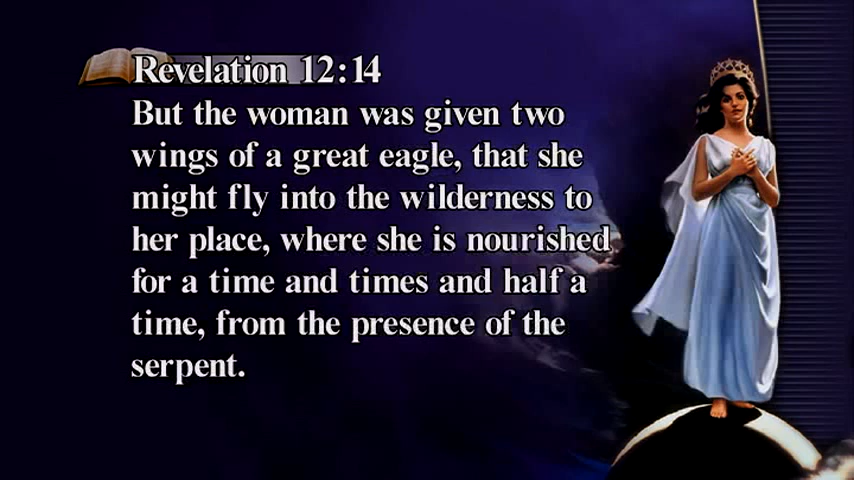 Revelation 12:14
But the woman was given two
wings of a great eagle, that she
might fly into the wilderness to
her place, where she is nourished
for a time and times and half a
time, from the presence of the
serpent.